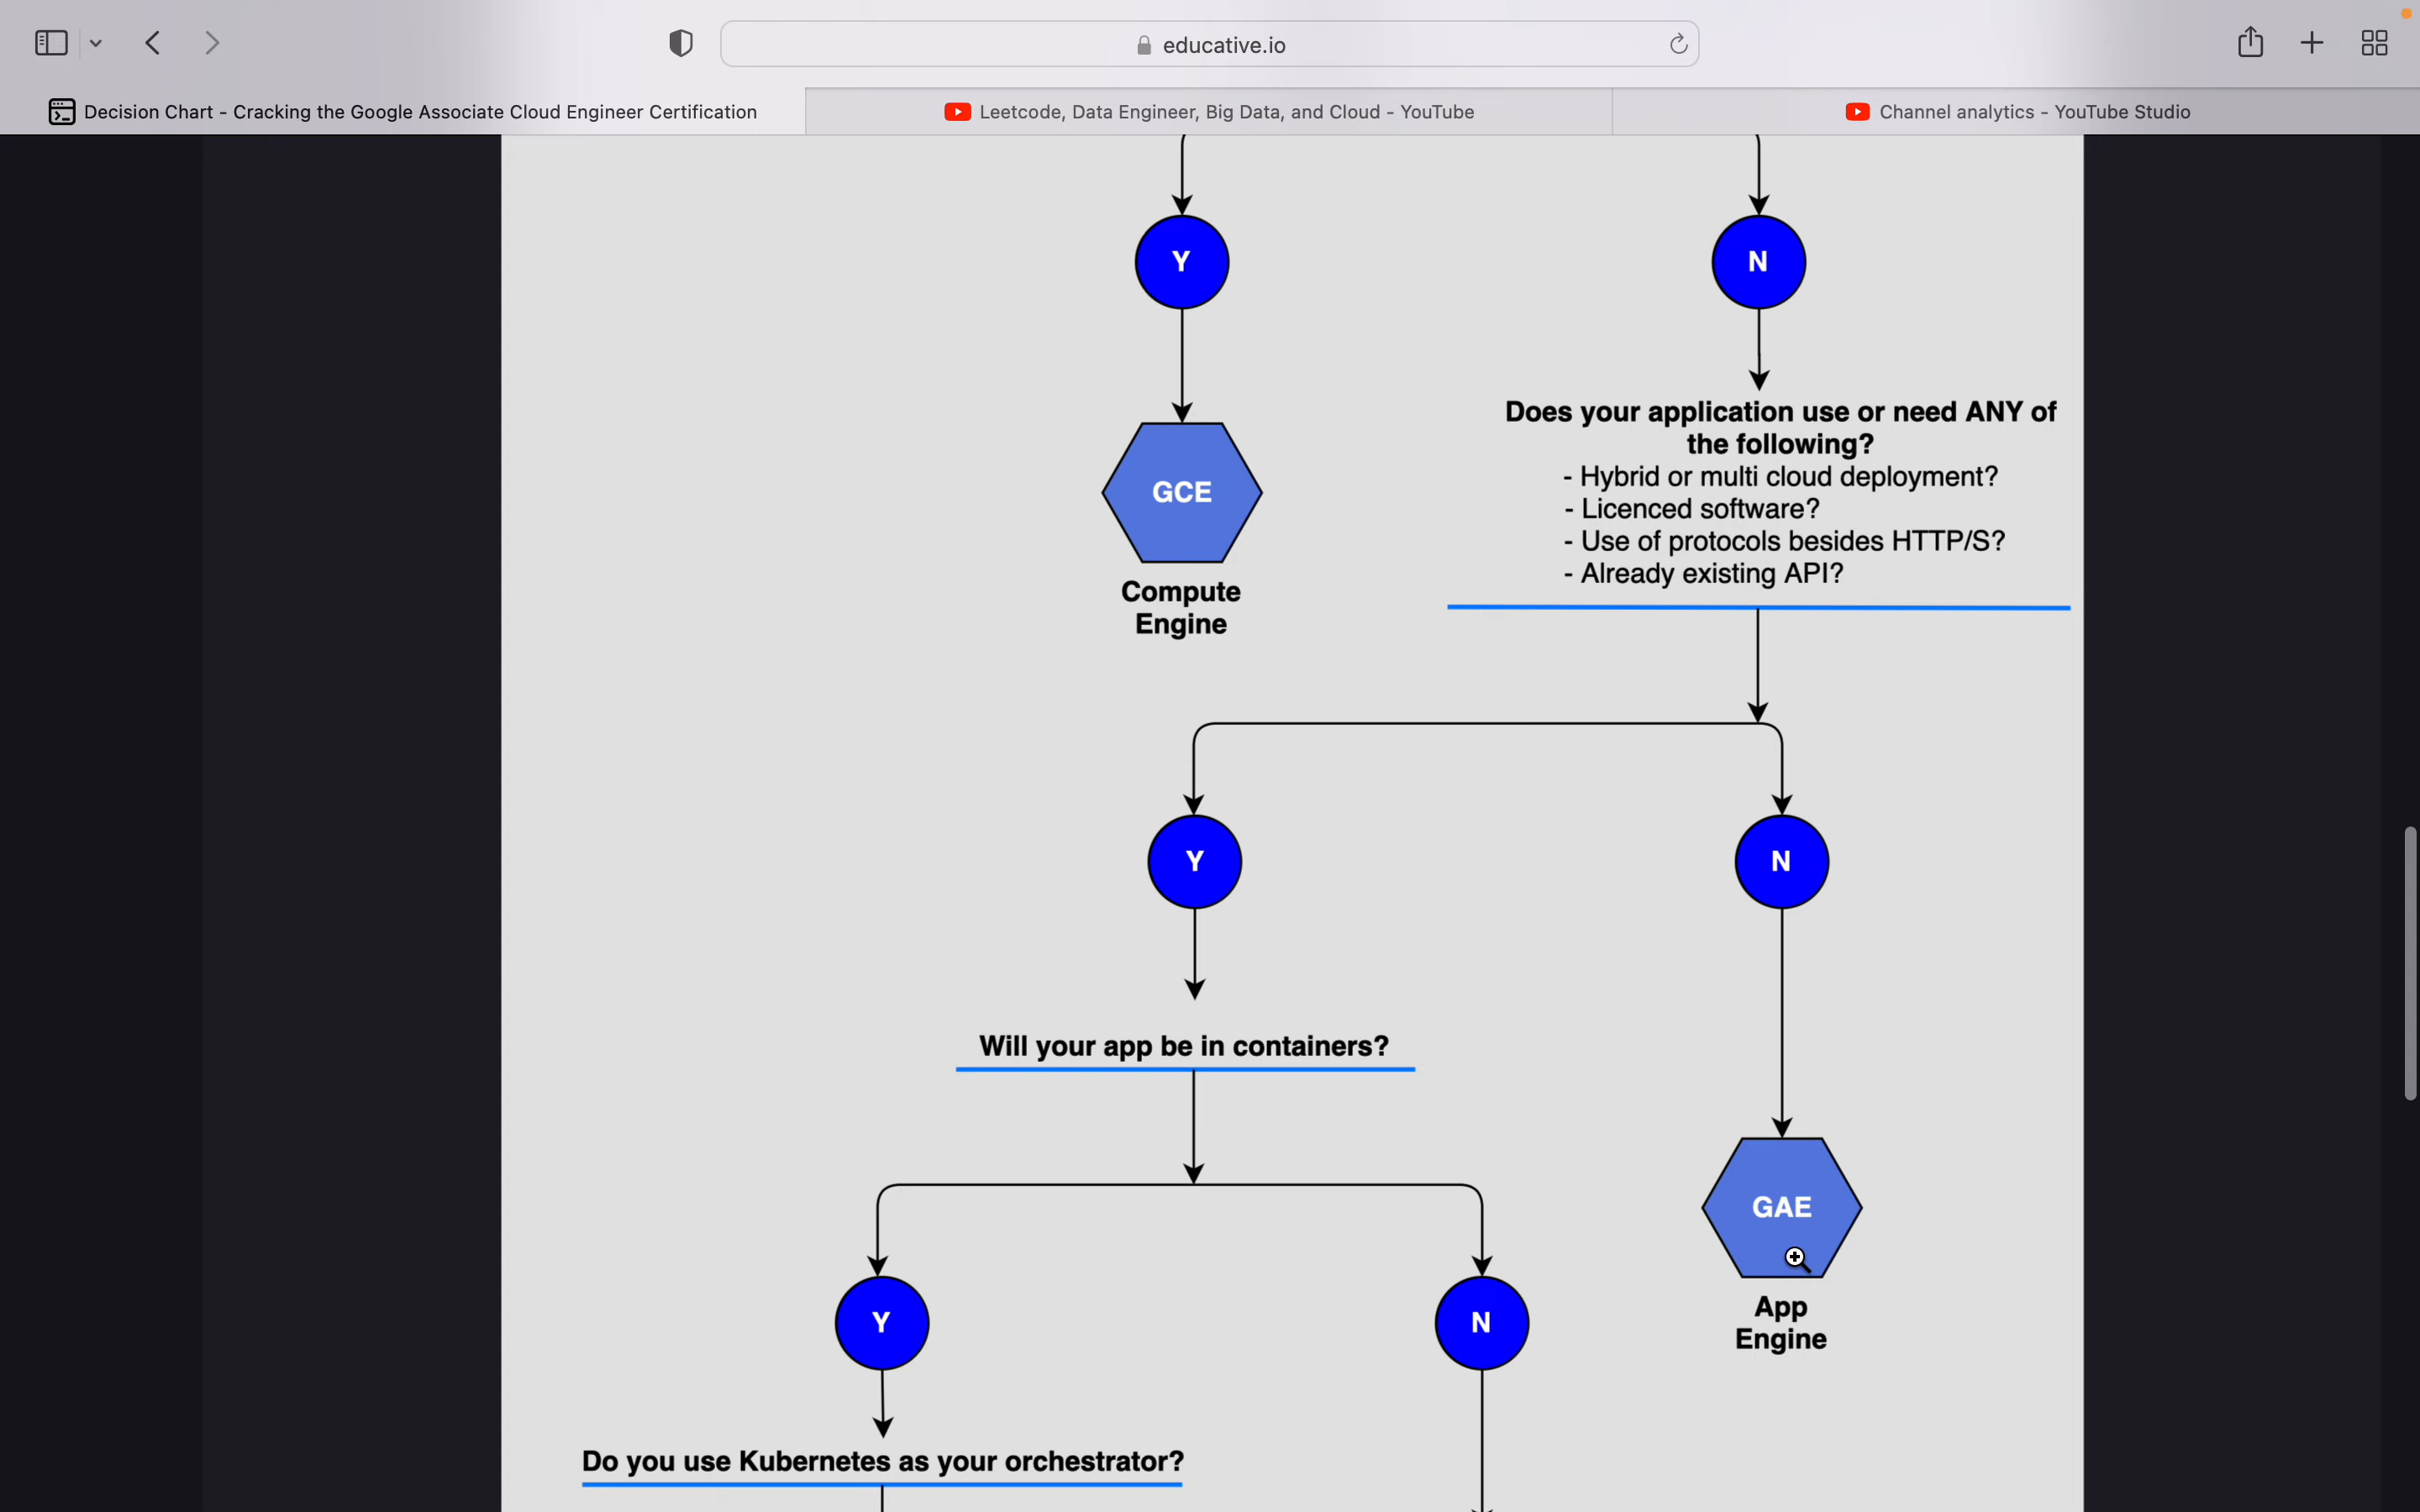 educative.io
Decision Chart - Cracking the Google Associate Cloud Engineer Certification
Leetcode, Data Engineer, Big Data, and Cloud - YouTube
Channel analytics - YouTube Studio
Y
N
Does your application use or need ANY of
the following?
- Hybrid or multi cloud deployment?
- Licenced software?
- Use of protocols besides HTTP/S?
- Already existing API?
GCE
Compute
Engine
Y
N
Will your app be in containers?
GAE
App
Engine
Y
N
Do you use Kubernetes as your orchestrator?